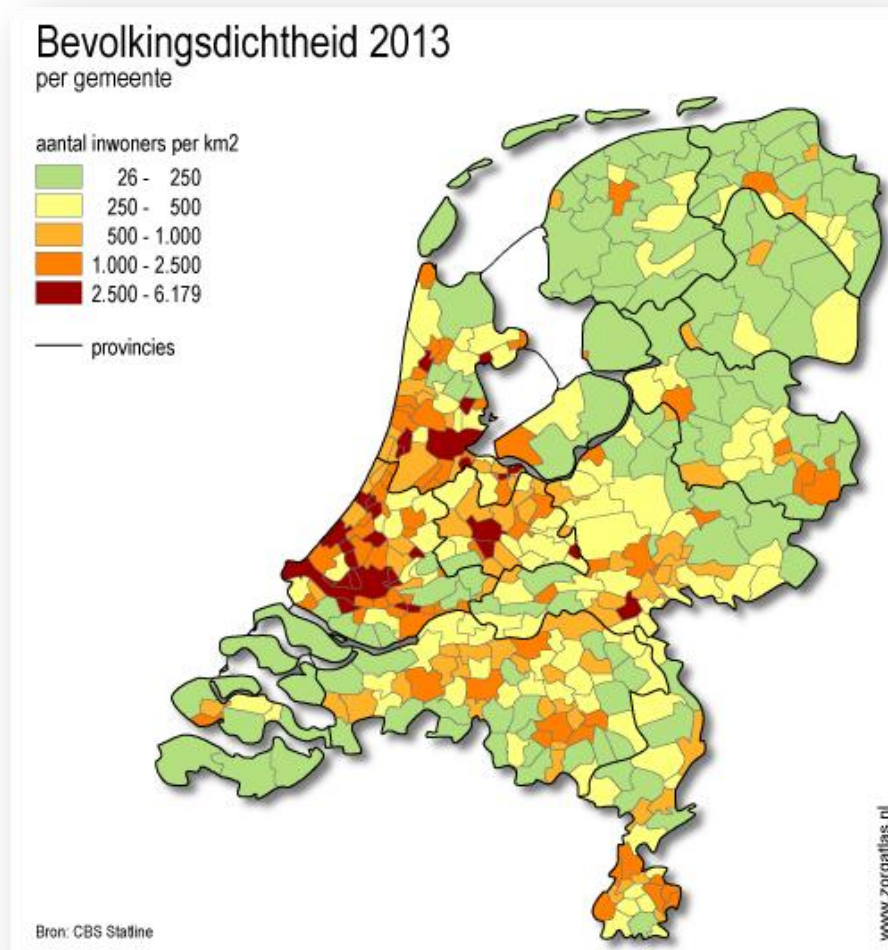 Bevolkingsdichtheid 2013
per gemeente
aantal inwoners per km2
26 - 250
250 - 500
500 - 1.000
1.000 - 2.500
2.500 - 6.179
provincies
Bron: CBS Statline
www.zorgatlas.nl